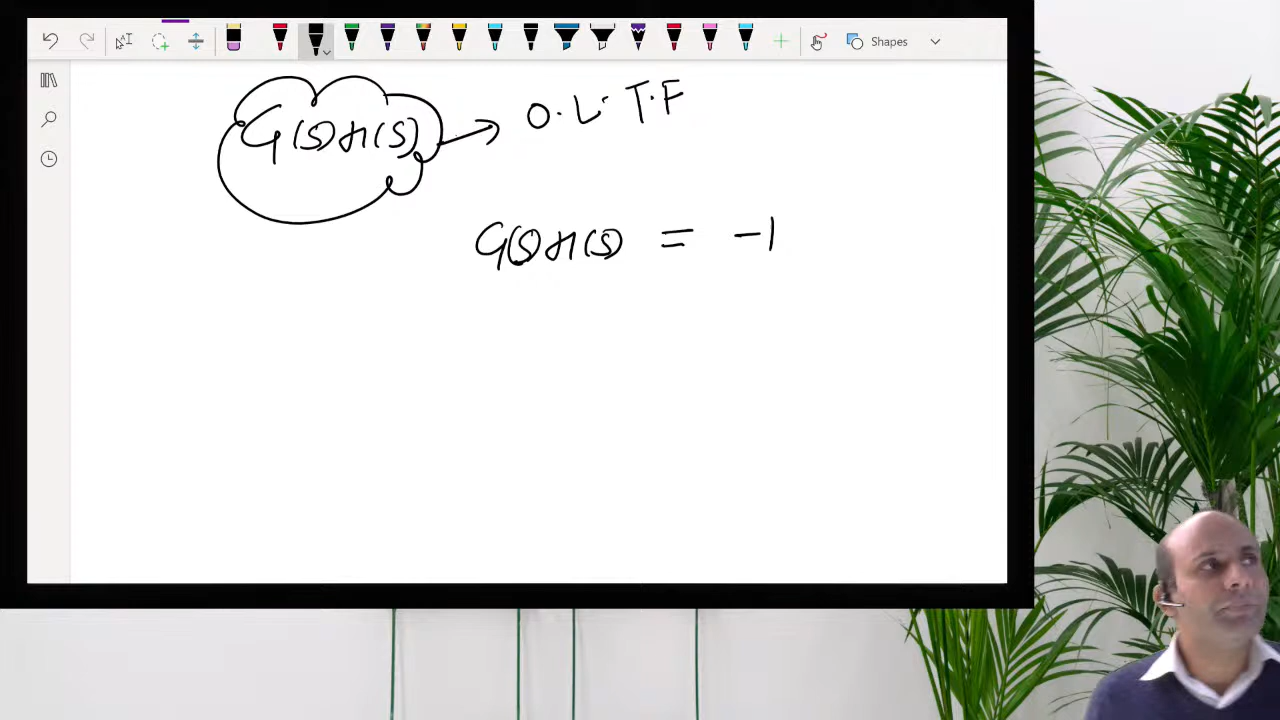 Shapes
G(s)H(s) → O.L.T.F
G(s)H(s) = -1